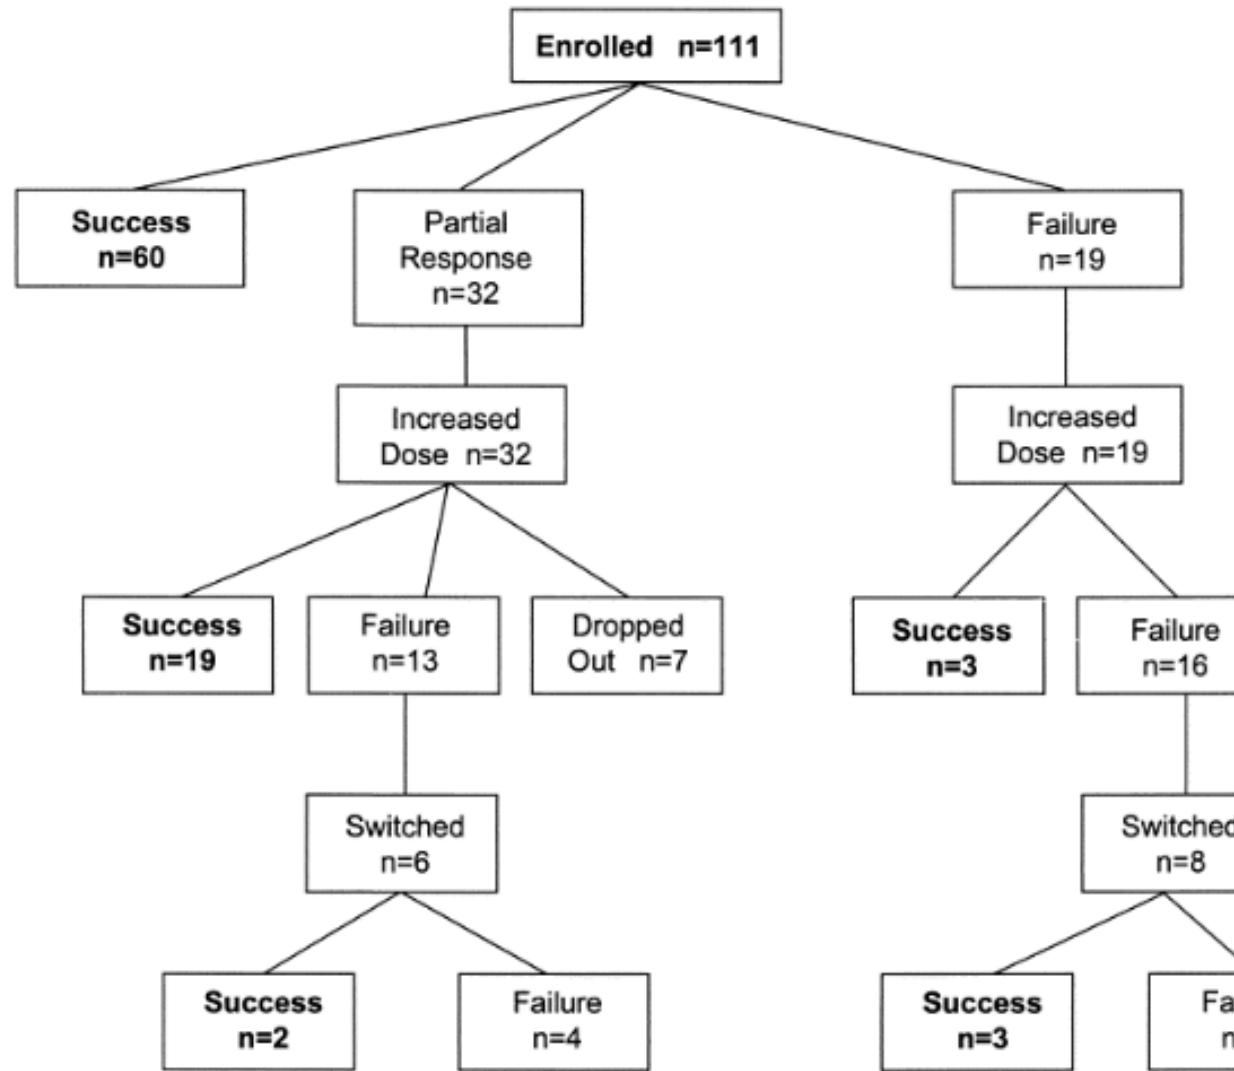 Enrolled n=111
Success
n=60
Partial
Response
n=32
Failure
n=19
Increased
Dose n=32
Increased
Dose n=19
Success
n=19
Failure
n=13
Dropped
Out n=7
Success
n=3
Failure
n=16
Switched
n=6
Switched
n=8
Success
n=2
Failure
n=4
Success
n=3